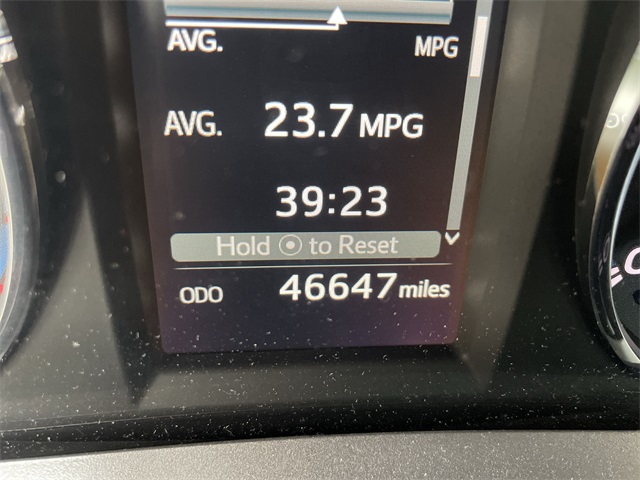 AVG. MPG
AVG. 23.7 MPG
39:23
Hold ⦿ to Reset
ODO 46647 miles